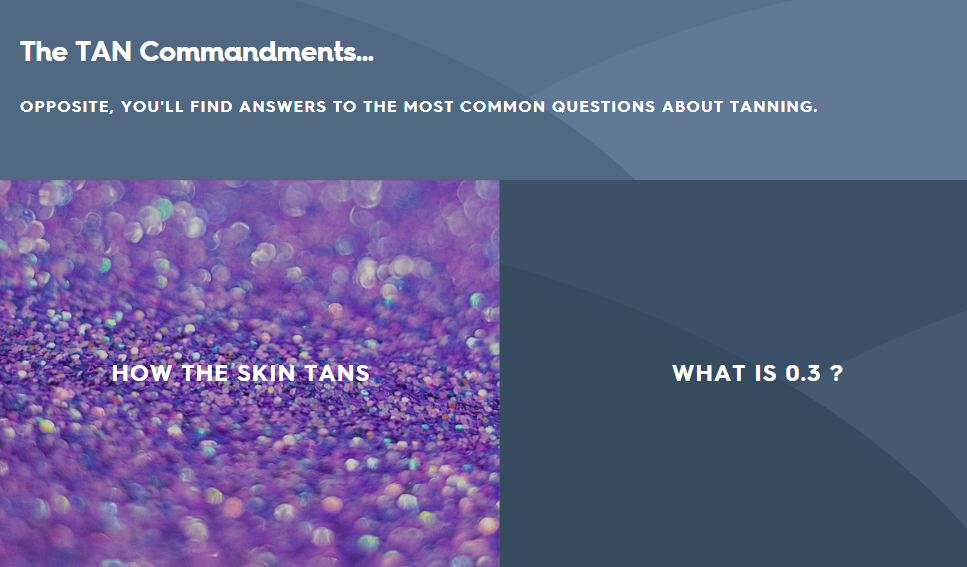 The TAN Commandments...
OPPOSITE, YOU'LL FIND ANSWERS TO THE MOST COMMON QUESTIONS ABOUT TANNING.
HOW THE SKIN TANS
WHAT IS 0.3 ?